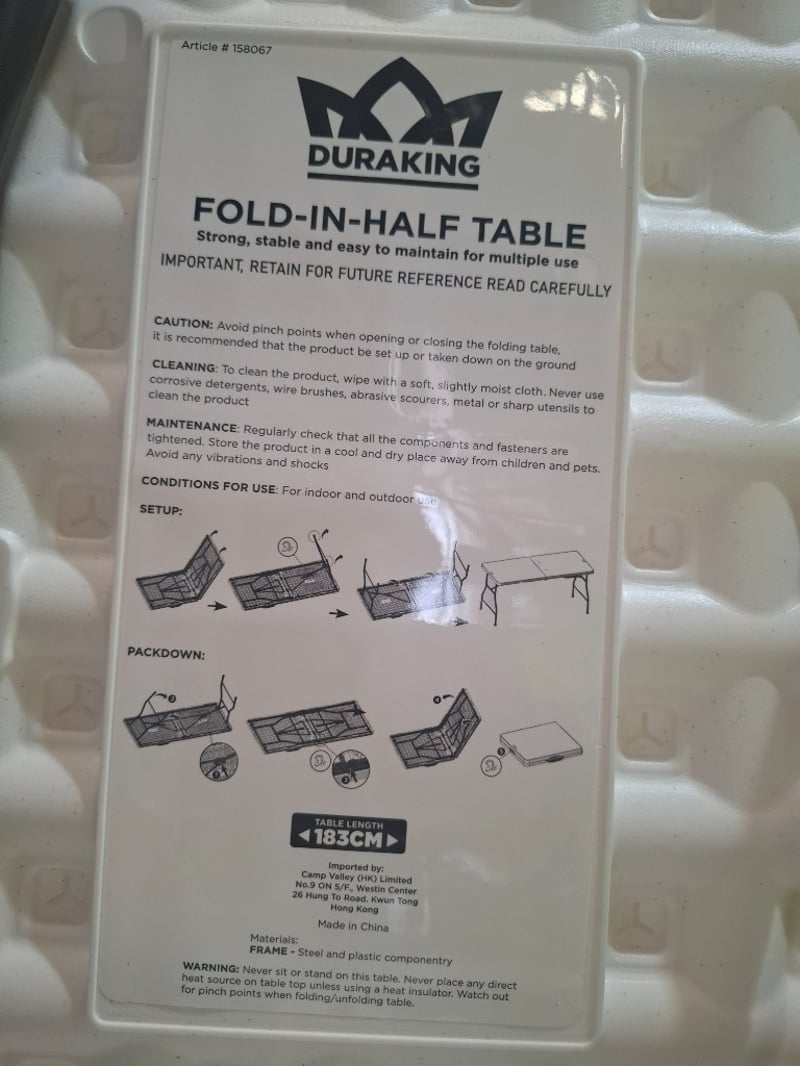 Article # 158067
DURAKING
FOLD-IN-HALF TABLE
Strong, stable and easy to maintain for multiple use
IMPORTANT, RETAIN FOR FUTURE REFERENCE READ CAREFULLY
CAUTION: Avoid pinch points when opening or closing the folding table,
it is recommended that the product be set up or taken down on the ground
CLEANING: To clean the product, wipe with a soft, slightly moist cloth. Never use
corrosive detergents, wire brushes, abrasive scourers, metal or sharp utensils to
clean the product
MAINTENANCE: Regularly check that all the components and fasteners are
tightened. Store the product in a cool and dry place away from children and pets.
Avoid any vibrations and shocks
CONDITIONS FOR USE: For indoor and outdoor use
SETUP:
PACKDOWN:
TABLE LENGTH
183CM
Imported by:
Camp Valley (HK) Limited
No.9 ON 5/F., Westin Center
26 Hung To Road, Kwun Tong
Hong Kong
Made in China
Materials:
FRAME - Steel and plastic componentry
WARNING: Never sit or stand on this table. Never place any direct
heat source on table top unless using a heat insulator. Watch out
for pinch points when folding/unfolding table.